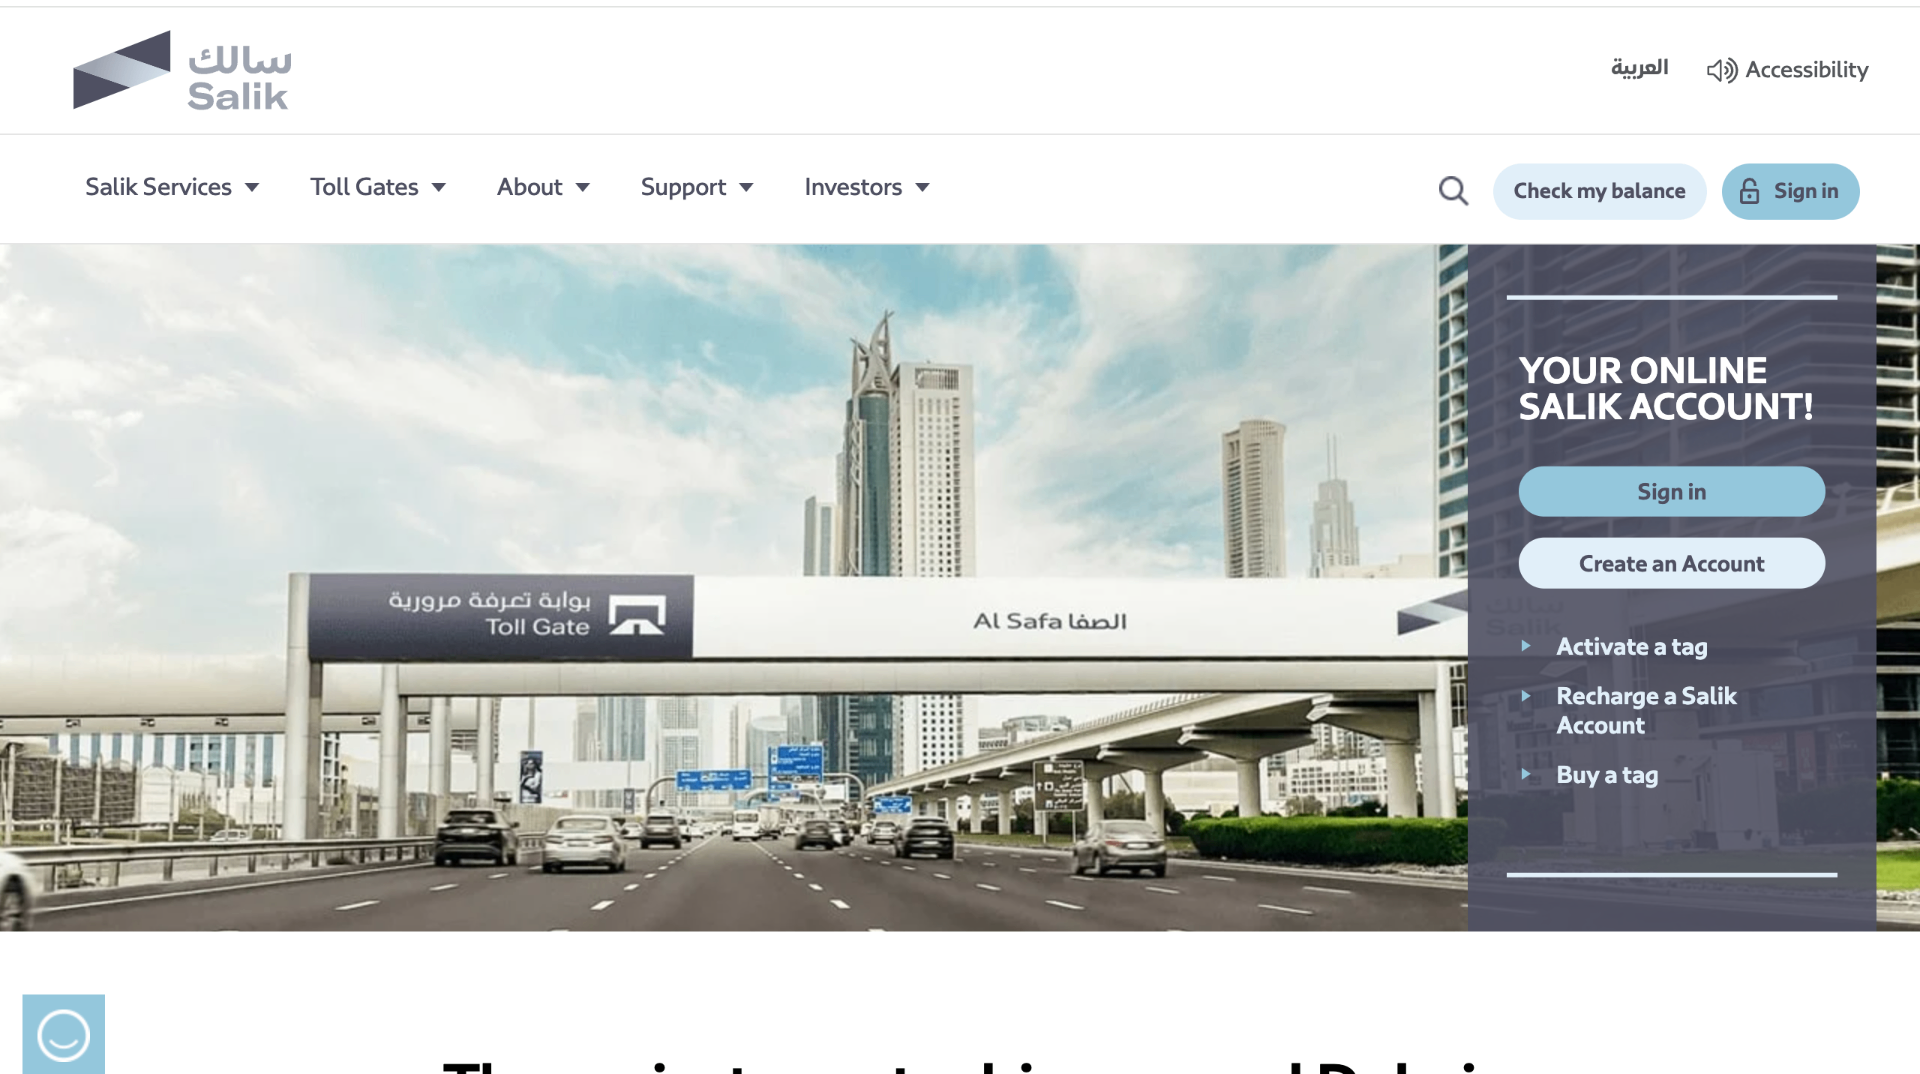 سالك
Salik
العربية
Accessibility
Salik Services
Toll Gates
About
Support
Investors
Check my balance
Sign in
YOUR ONLINE
SALIK ACCOUNT!
Sign in
Create an Account
Activate a tag
Recharge a Salik
Account
Buy a tag
بوابة تعرفة مرورية
Toll Gate
Al Safa الصفا